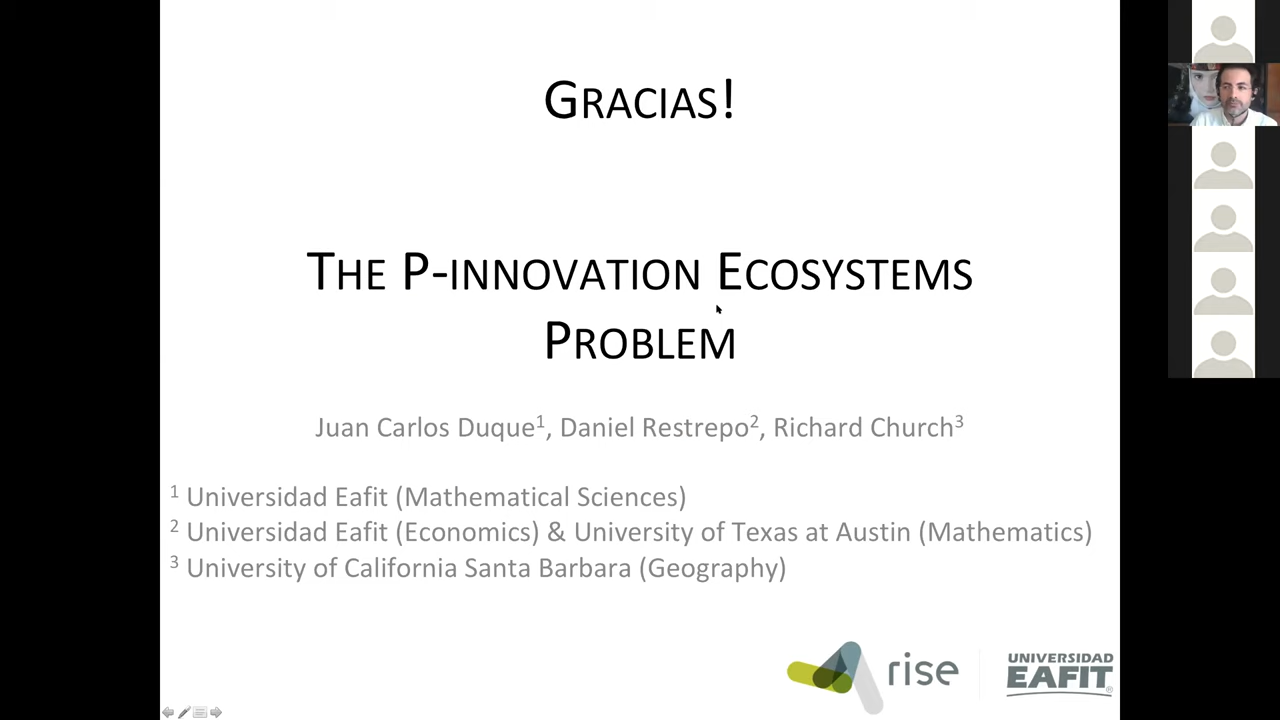 GRACIAS!
THE P-INNOVATION ECOSYSTEMS
PROBLEM
Juan Carlos Duque¹, Daniel Restrepo², Richard Church³
¹ Universidad Eafit (Mathematical Sciences)
² Universidad Eafit (Economics) & University of Texas at Austin (Mathematics)
³ University of California Santa Barbara (Geography)
rise
UNIVERSIDAD
EAFIT®